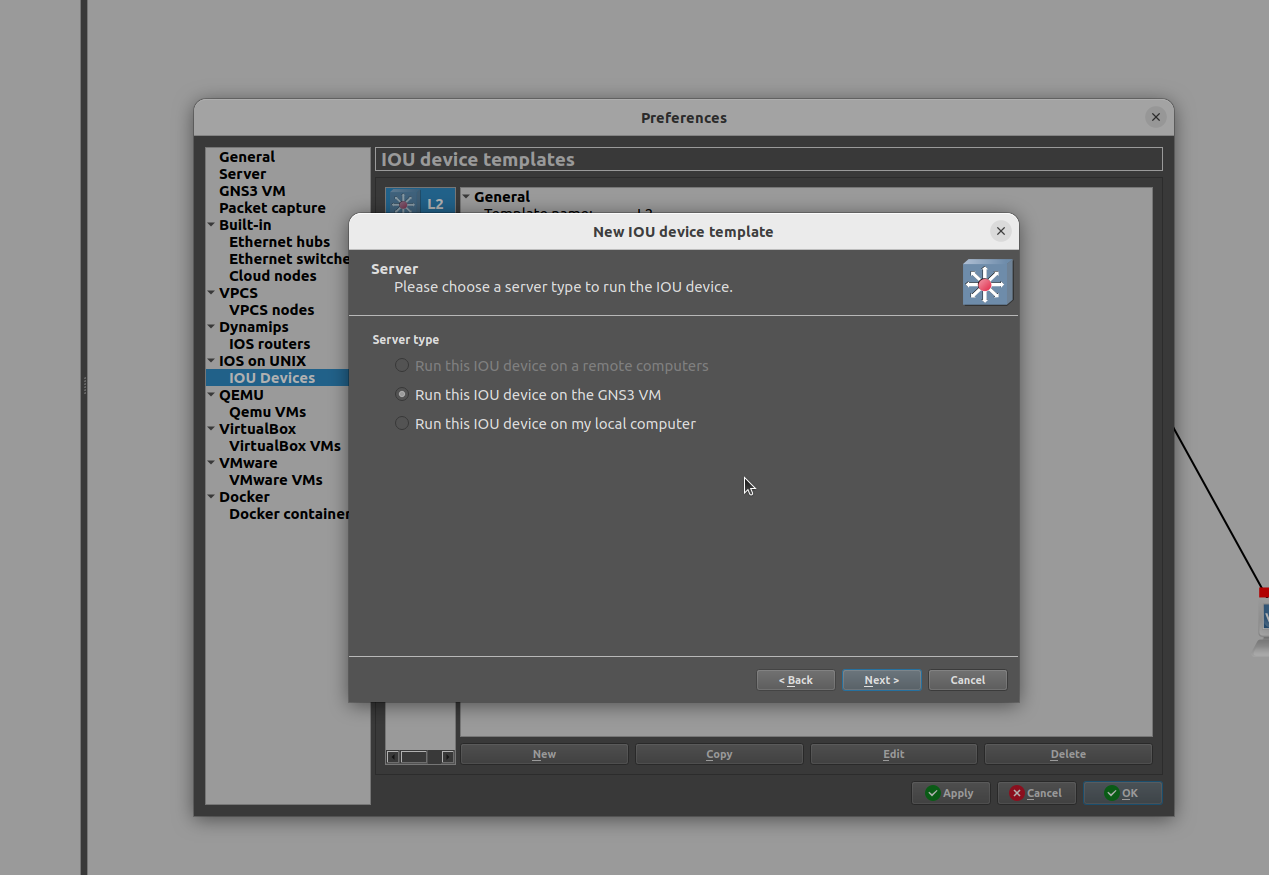 Preferences
General
Server
GNS3 VM
Packet capture
Built-in
Ethernet hubs
Ethernet switche
Cloud nodes
VPCS
VPCS nodes
Dynamips
IOS routers
IOS on UNIX
IOU Devices
QEMU
Qemu VMs
VirtualBox
VirtualBox VMs
VMware
VMware VMs
Docker
Docker container
IOU device templates
L2
General
Template name: L2
New IOU device template
Server
Please choose a server type to run the IOU device.
Server type
Run this IOU device on a remote computers
Run this IOU device on the GNS3 VM
Run this IOU device on my local computer
< Back
Next >
Cancel
New
Copy
Edit
Delete
Apply
Cancel
OK